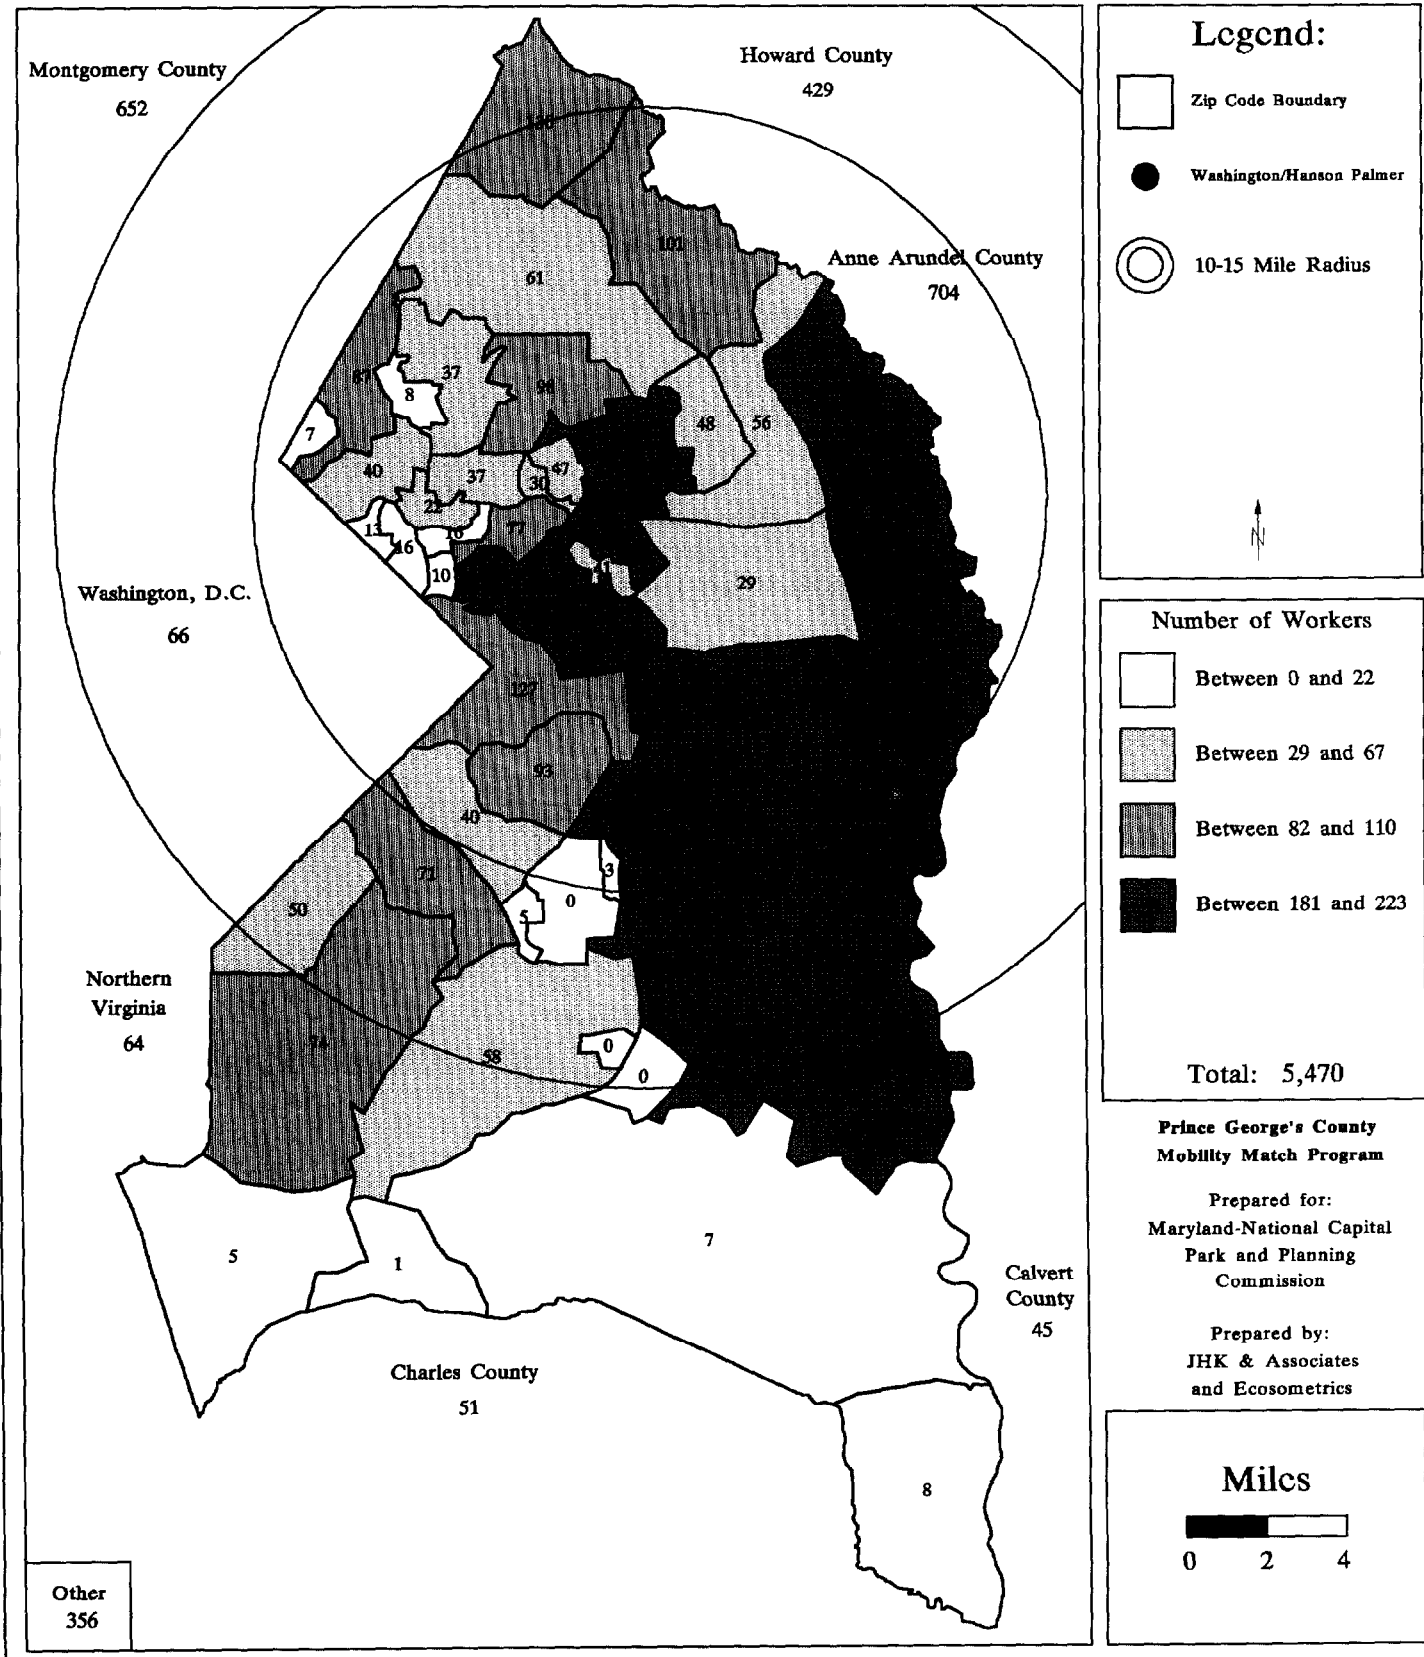 Montgomery County
652
Howard County
429
Anne Arundel County
704
101
61
37
8
7
48
56
40
37
47
30
22
13
16
16
10
77
41
29
Washington, D.C.
66
127
93
40
3
0
5
71
50
Northern
Virginia
64
74
58
0
0
5
1
7
Calvert
County
45
Charles County
51
8
Other
356
Legend:
Zip Code Boundary
Washington/Hanson Palmer
10-15 Mile Radius
N
Number of Workers
Between 0 and 22
Between 29 and 67
Between 82 and 110
Between 181 and 223
Total: 5,470
Prince George's County
Mobility Match Program
Prepared for:
Maryland-National Capital
Park and Planning
Commission
Prepared by:
JHK & Associates
and Ecosometrics
Miles
0 2 4